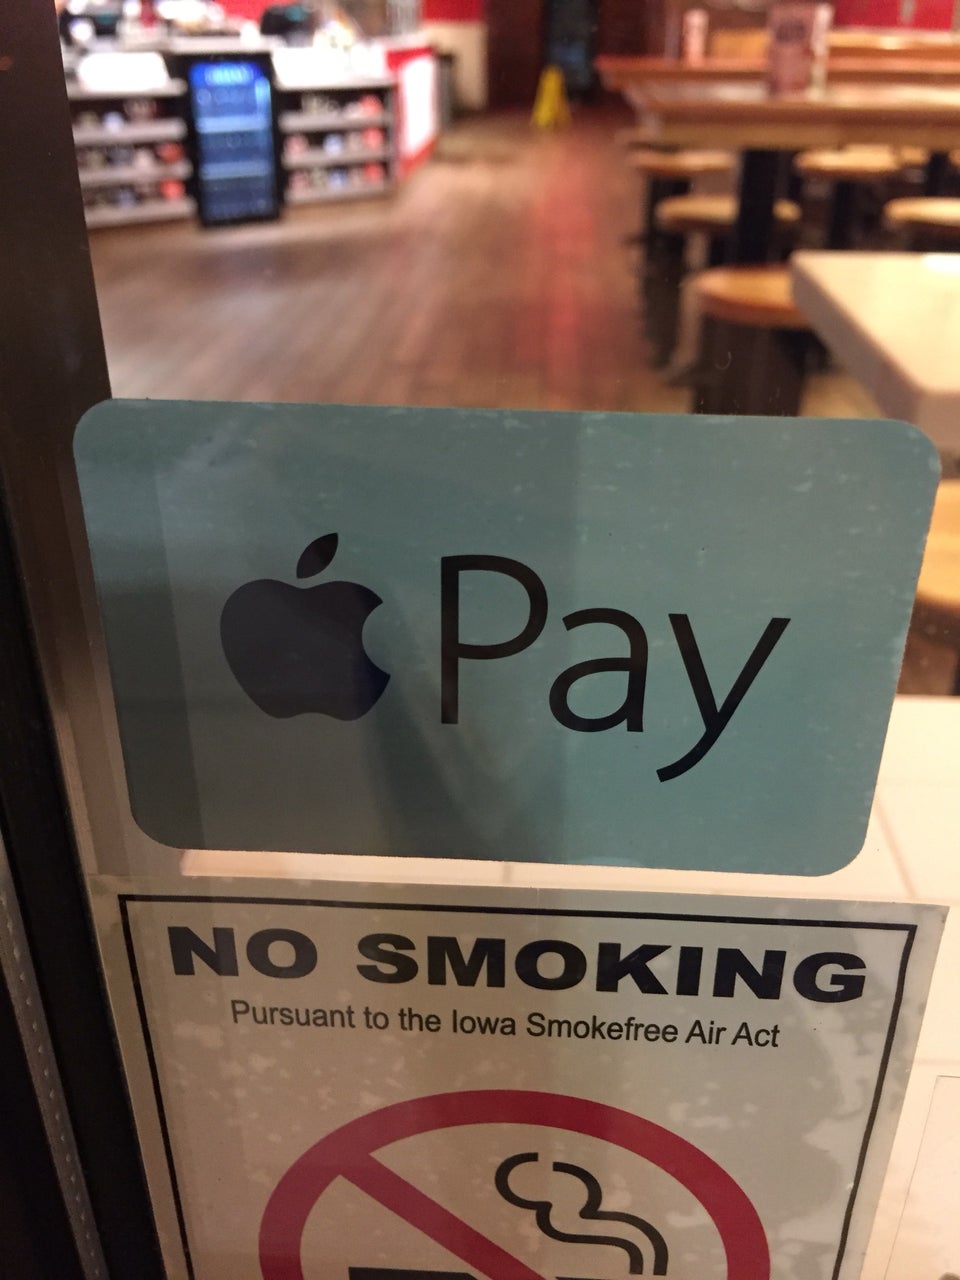 Pay
NO SMOKING
Pursuant to the Iowa Smokefree Air Act